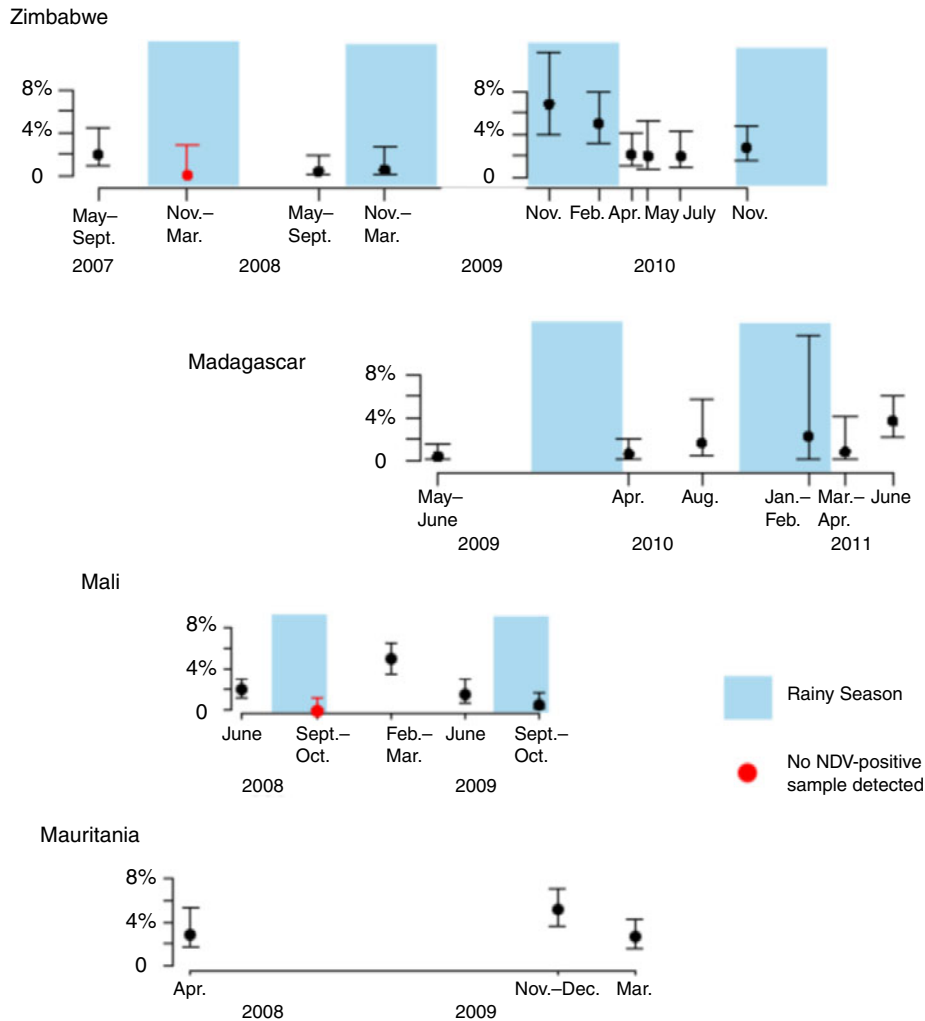 Zimbabwe
8%
4%
0
8%
4%
0
May– Sept.
Nov.– Mar.
May– Sept.
Nov.– Mar.
Nov. Feb. Apr. May July Nov.
2007 2008 2009 2010
Madagascar
8%
4%
0
May– June
Apr.
Aug.
Jan.– Feb.
Mar.– Apr.
June
2009 2010 2011
Mali
8%
4%
0
June
Sept.– Oct.
Feb.– Mar.
June
Sept.– Oct.
2008 2009
Rainy Season
No NDV-positive
sample detected
Mauritania
8%
4%
0
Apr. Nov.–Dec. Mar.
2008 2009